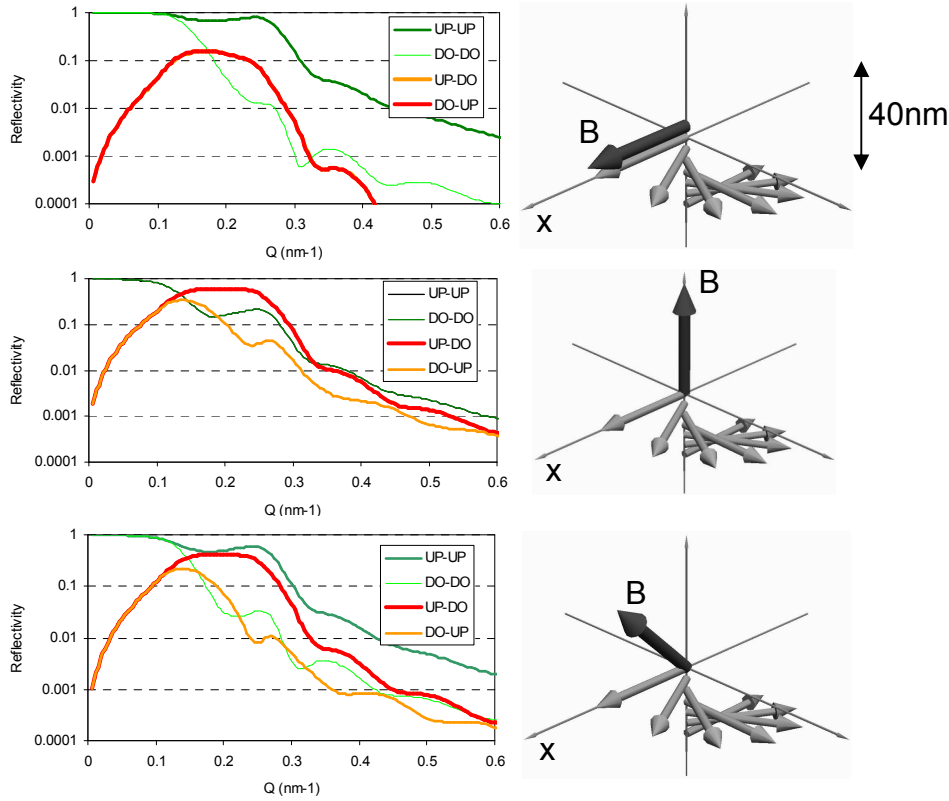 1
0.1
0.01
0.001
0.0001
Reflectivity
0 0.1 0.2 0.3 0.4 0.5 0.6
Q (nm-1)
UP-UP
DO-DO
UP-DO
DO-UP
B
x
40nm
1
0.1
0.01
0.001
0.0001
Reflectivity
0 0.1 0.2 0.3 0.4 0.5 0.6
Q (nm-1)
UP-UP
DO-DO
UP-DO
DO-UP
B
x
1
0.1
0.01
0.001
0.0001
Reflectivity
0 0.1 0.2 0.3 0.4 0.5 0.6
Q (nm-1)
UP-UP
DO-DO
UP-DO
DO-UP
B
x